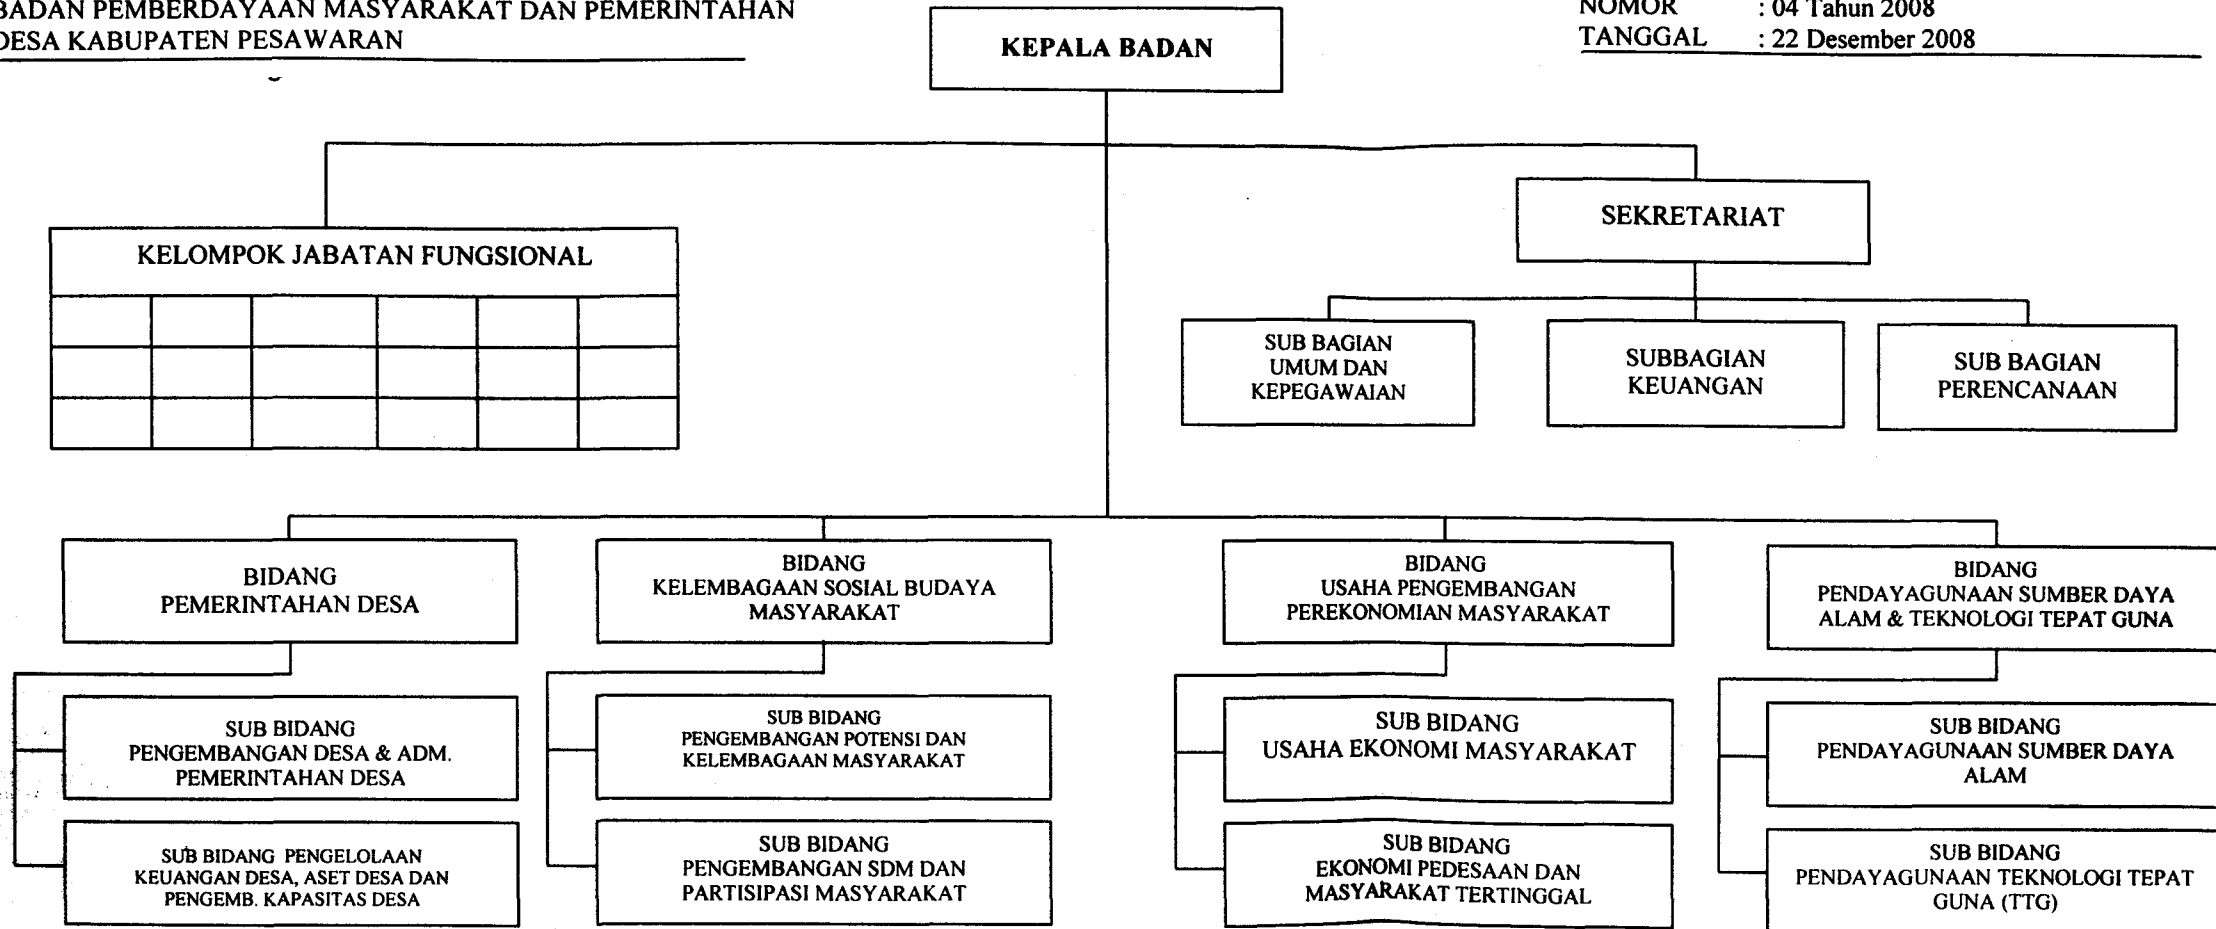 BADAN PEMBERDAYAAN MASYARAKAT DAN PEMERINTAHAN
DESA KABUPATEN PESAWARAN
NOMOR : 04 Tahun 2008
TANGGAL : 22 Desember 2008
KEPALA BADAN
SEKRETARIAT
KELOMPOK JABATAN FUNGSIONAL
SUB BAGIAN
UMUM DAN
KEPEGAWAIAN
SUBBAGIAN
KEUANGAN
SUB BAGIAN
PERENCANAAN
BIDANG
PEMERINTAHAN DESA
BIDANG
KELEMBAGAAN SOSIAL BUDAYA
MASYARAKAT
BIDANG
USAHA PENGEMBANGAN
PEREKONOMIAN MASYARAKAT
BIDANG
PENDAYAGUNAAN SUMBER DAYA
ALAM & TEKNOLOGI TEPAT GUNA
SUB BIDANG
PENGEMBANGAN DESA & ADM.
PEMERINTAHAN DESA
SUB BIDANG
PENGEMBANGAN POTENSI DAN
KELEMBAGAAN MASYARAKAT
SUB BIDANG
USAHA EKONOMI MASYARAKAT
SUB BIDANG
PENDAYAGUNAAN SUMBER DAYA
ALAM
SUB BIDANG PENGELOLAAN
KEUANGAN DESA, ASET DESA DAN
PENGEMB. KAPASITAS DESA
SUB BIDANG
PENGEMBANGAN SDM DAN
PARTISIPASI MASYARAKAT
SUB BIDANG
EKONOMI PEDESAAN DAN
MASYARAKAT TERTINGGAL
SUB BIDANG
PENDAYAGUNAAN TEKNOLOGI TEPAT
GUNA (TTG)